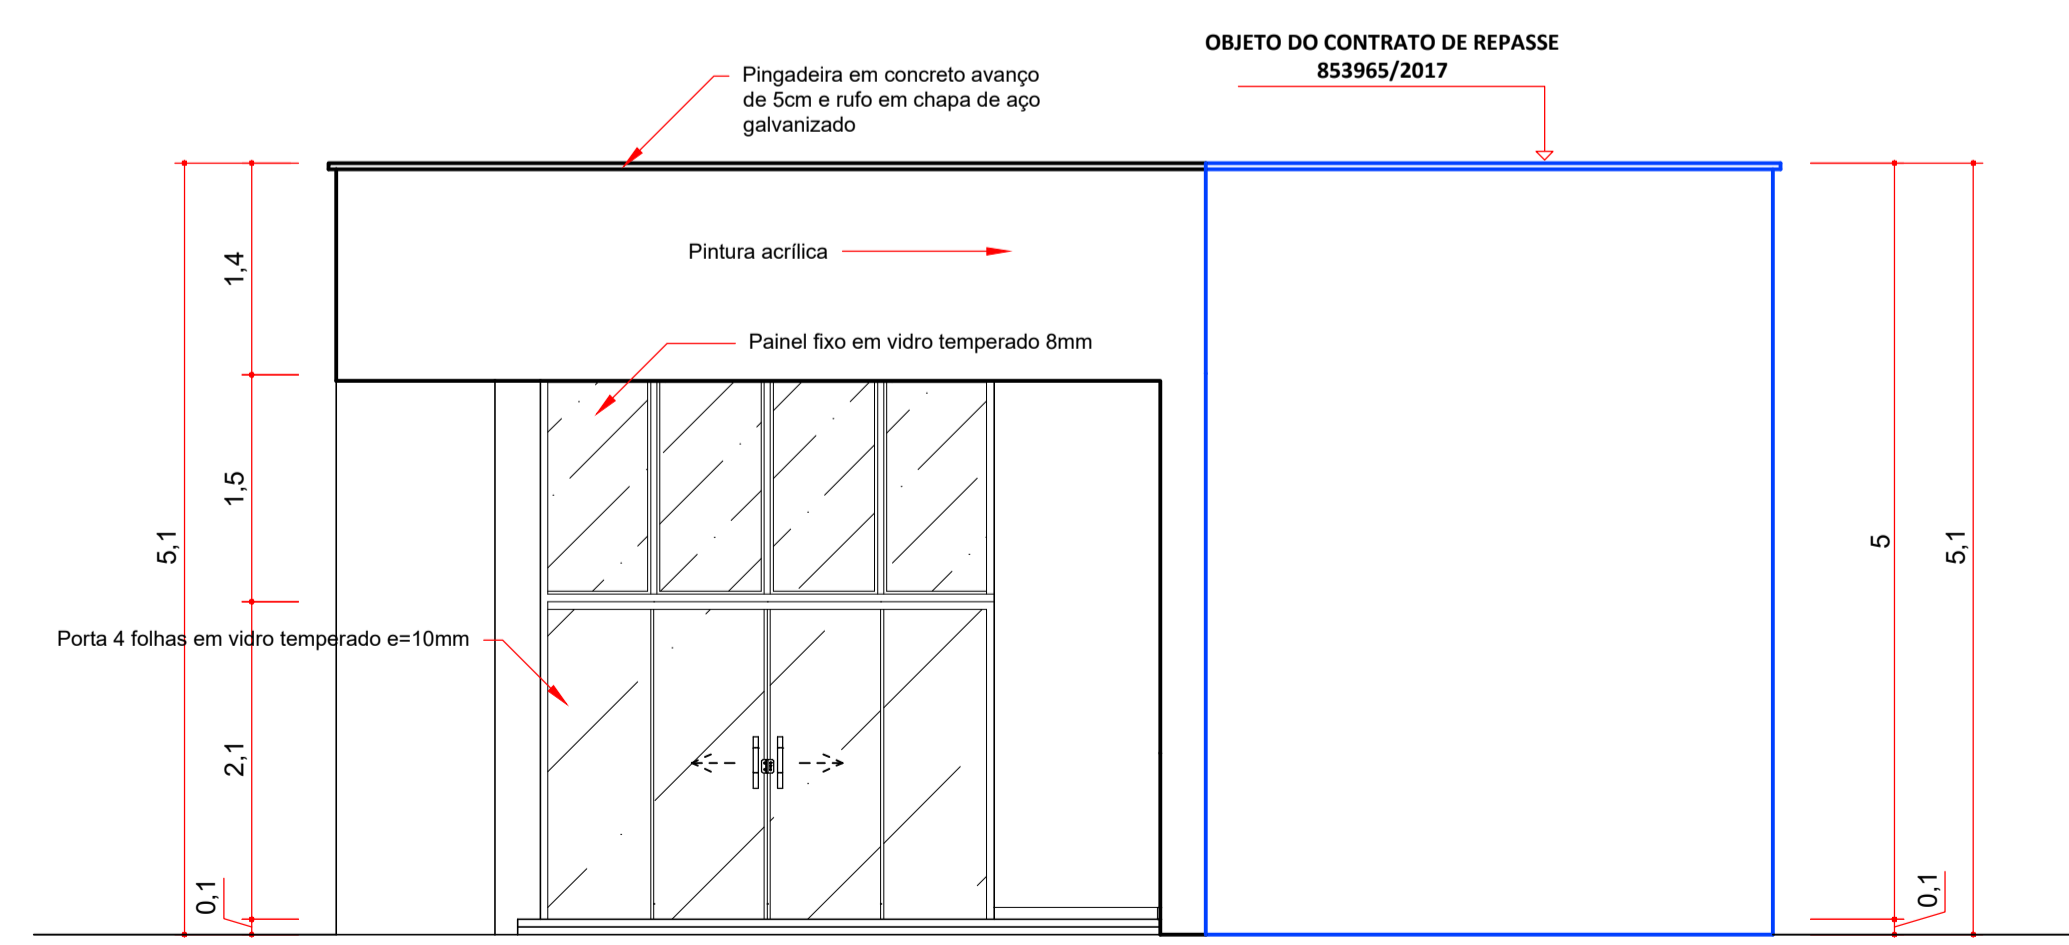 OBJETO DO CONTRATO DE REPASSE
853965/2017
Pingadeira em concreto avanço
de 5cm e rufo em chapa de aço
galvanizado
Pintura acrílica
Painel fixo em vidro temperado 8mm
Porta 4 folhas em vidro temperado e=10mm
5,1
1,4
1,5
2,1
0,1
5
5,1
0,1